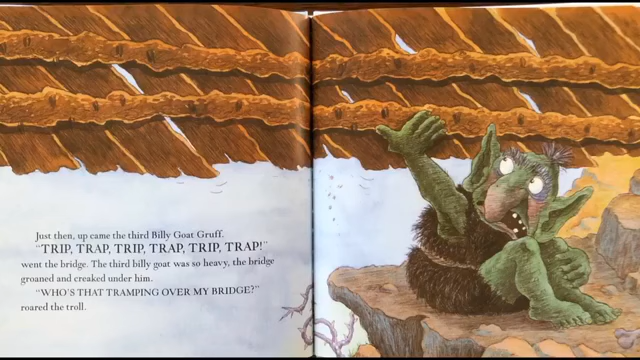 Just then, up came the third Billy Goat Gruff.
"TRIP, TRAP, TRIP, TRAP, TRIP, TRAP!"
went the bridge. The third billy goat was so heavy, the bridge
groaned and creaked under him.
"WHO'S THAT TRAMPING OVER MY BRIDGE?"
roared the troll.